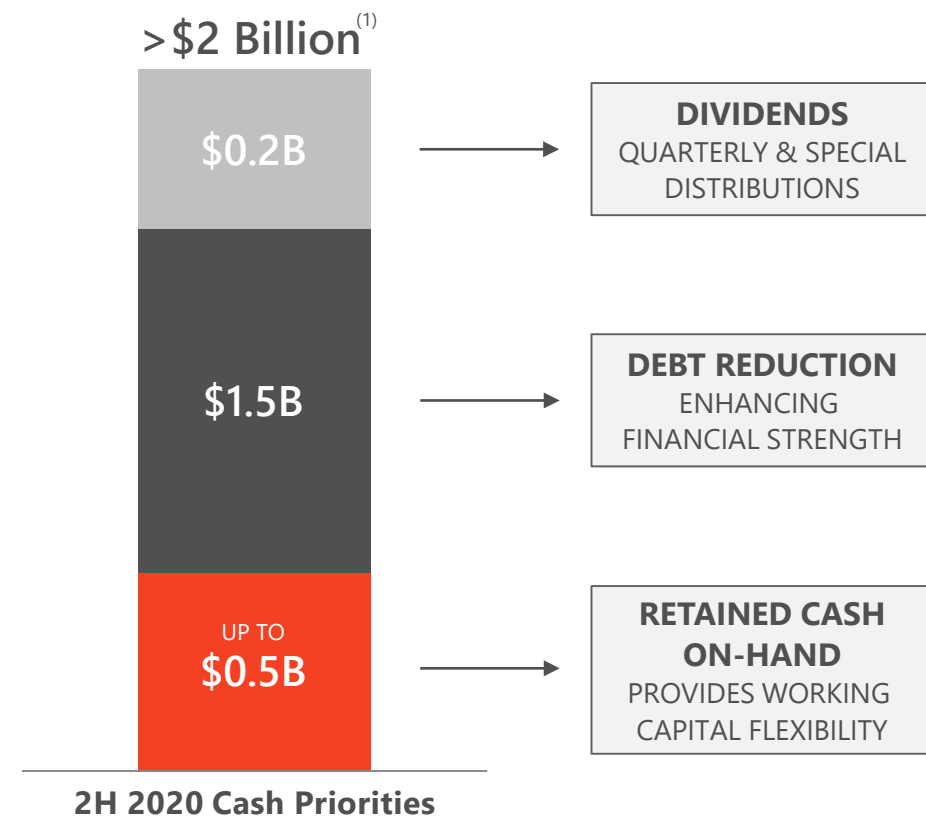 >$2 Billion(1)
$0.2B
DIVIDENDS
QUARTERLY & SPECIAL
DISTRIBUTIONS
$1.5B
DEBT REDUCTION
ENHANCING
FINANCIAL STRENGTH
UP TO
$0.5B
RETAINED CASH
ON-HAND
PROVIDES WORKING
CAPITAL FLEXIBILITY
2H 2020 Cash Priorities